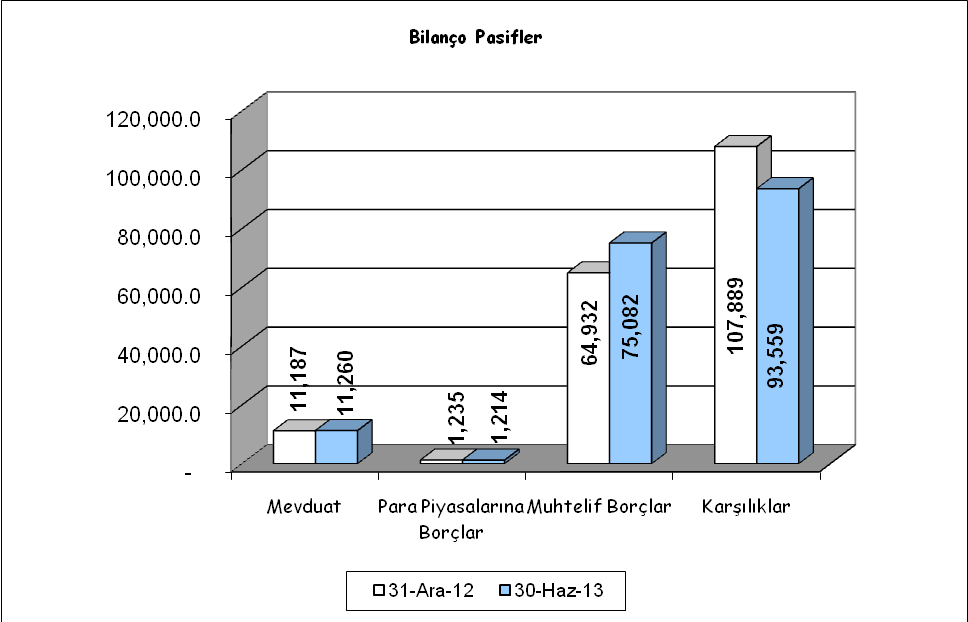 Bilanço Pasifler
120,000.0
100,000.0
80,000.0
60,000.0
40,000.0
20,000.0
-
11,187
11,260
1,235
1,214
64,932
75,082
107,889
93,559
Mevduat
Para Piyasalarına
Borçlar
Muhtelif Borçlar
Karşılıklar
31-Ara-12
30-Haz-13